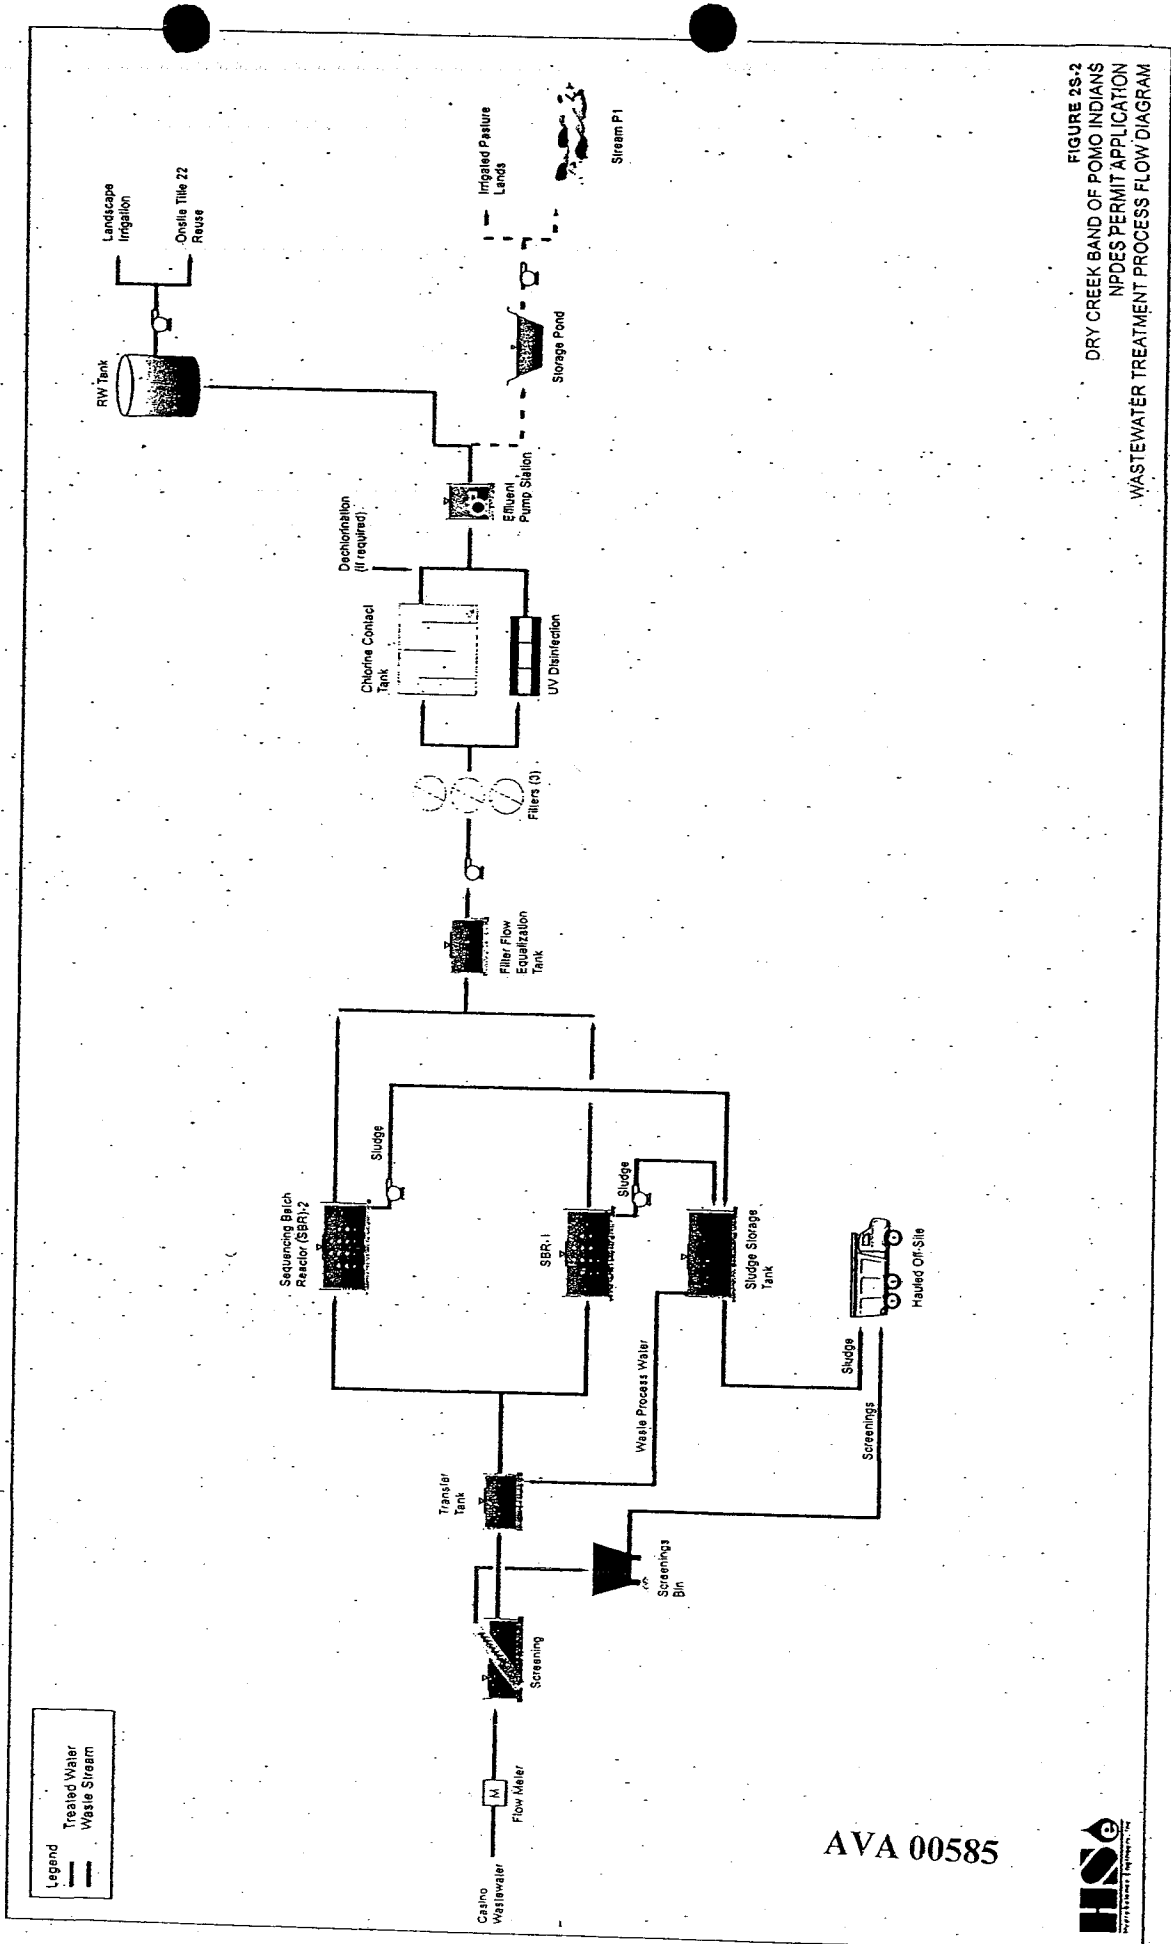 Legend
Treated Water
Waste Stream
Casino
Wastewater
M
Flow Meter
Screening
Screenings
Bin
Transfer
Tank
Waste Process Water
Screenings
Sludge
Hauled Off-Site
Sequencing Batch
Reactor (SBR)-2
Sludge
SBR-1
Sludge
Sludge Storage
Tank
Filter Flow
Equalization
Tank
Filters (3)
Chlorine Contact
Tank
UV Disinfection
Dechlorination
(if required)
Effluent
Pump Station
RW Tank
Landscape
Irrigation
Onsite Title 22
Reuse
Storage Pond
Irrigated Pasture
Lands
Stream P1
FIGURE 2S-2
DRY CREEK BAND OF POMO INDIANS
NPDES PERMIT APPLICATION
WASTEWATER TREATMENT PROCESS FLOW DIAGRAM
AVA 00585
HSe